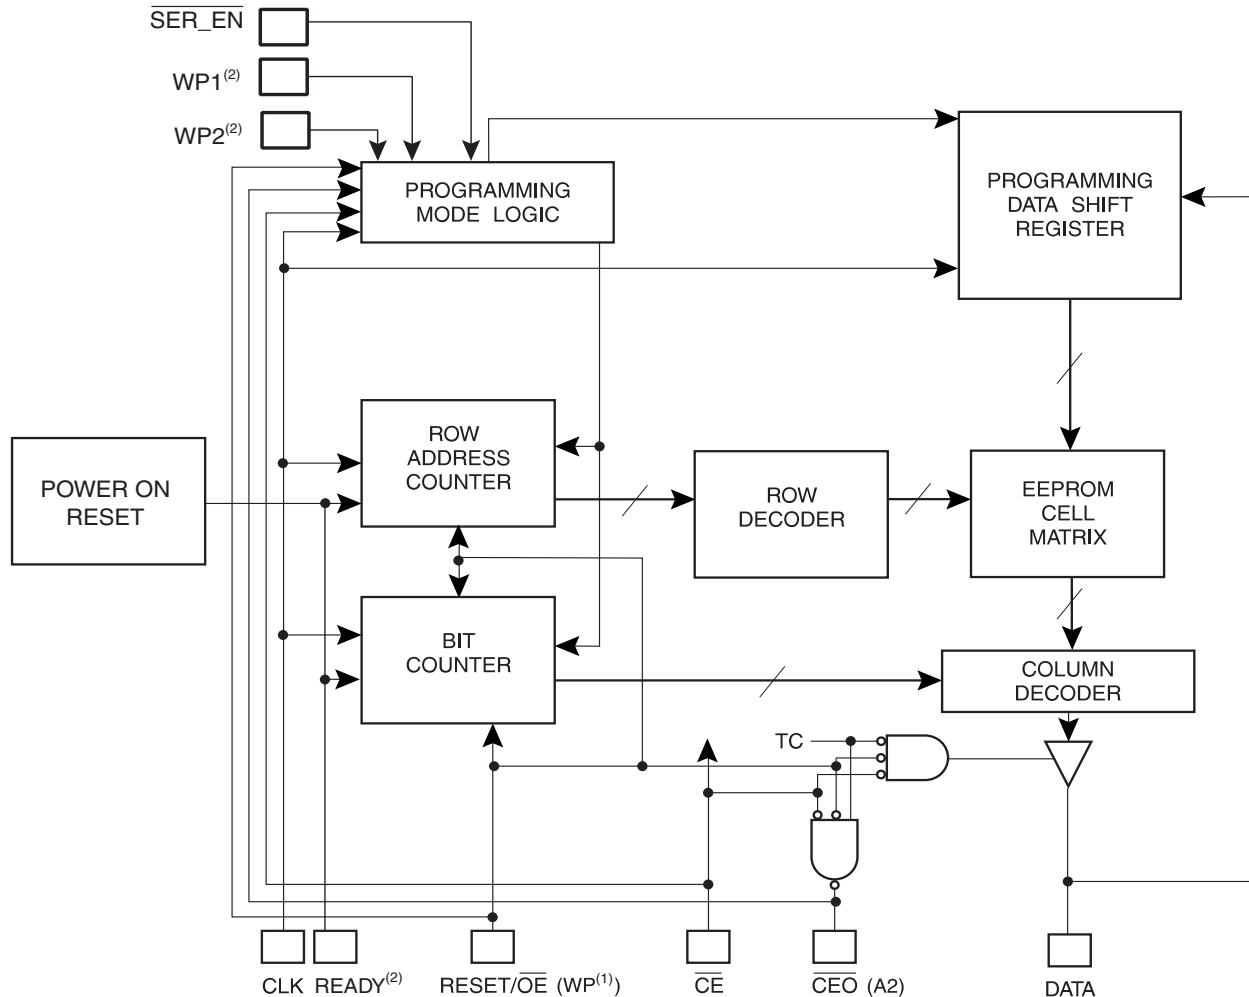 SER_EN
WP1(2)
WP2(2)
PROGRAMMING
MODE LOGIC
PROGRAMMING
DATA SHIFT
REGISTER
POWER ON
RESET
ROW
ADDRESS
COUNTER
ROW
DECODER
EEPROM
CELL
MATRIX
BIT
COUNTER
COLUMN
DECODER
TC
CLK
READY(2)
RESET/OE (WP(1))
CE
CEO (A2)
DATA